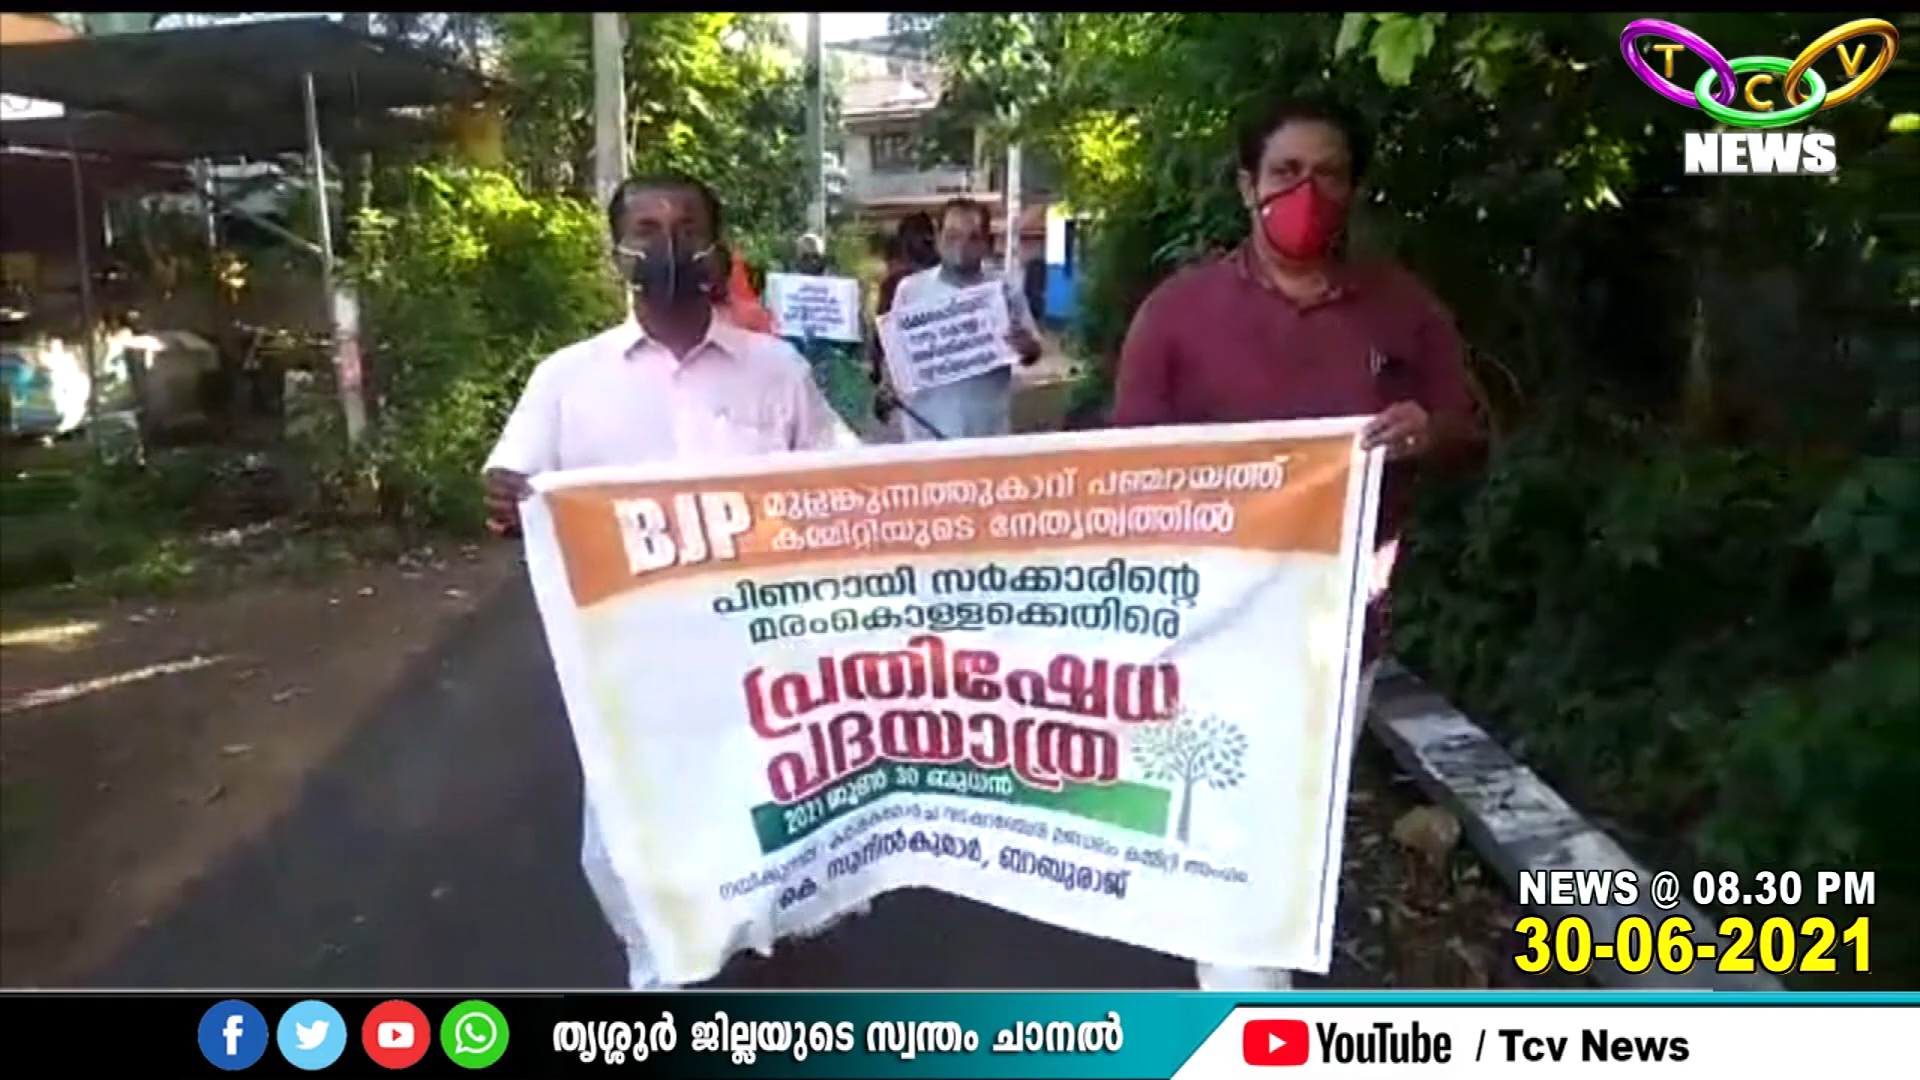 T C V
NEWS
BJP മുളങ്കുന്നത്തുകാവ് പഞ്ചായത്ത്
കമ്മിറ്റിയുടെ നേതൃത്വത്തിൽ
പിണറായി സർക്കാരിന്റെ
മരംകൊള്ളക്കെതിരെ
പ്രതിഷേധ
പദയാത്ര
2021 ജൂൺ 30 ബുധൻ
കെ സുനിൽകുമാർ, ബാബുരാജ്
NEWS @ 08.30 PM
30-06-2021
തൃശ്ശൂർ ജില്ലയുടെ സ്വന്തം ചാനൽ
YouTube / Tcv News